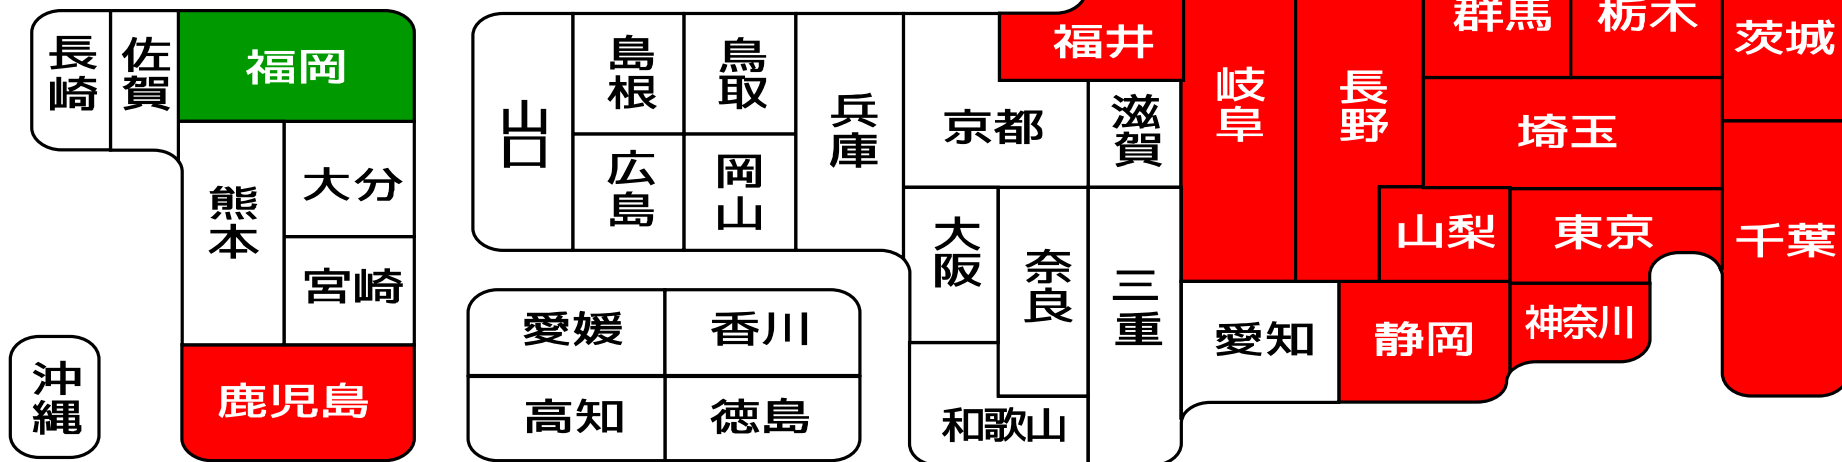 長崎
佐賀
福岡
熊本
大分
宮崎
鹿児島
沖縄
山口
島根
鳥取
広島
岡山
兵庫
京都
福井
滋賀
大阪
奈良
和歌山
三重
愛媛
香川
高知
徳島
岐阜
長野
愛知
静岡
山梨
群馬
栃木
茨城
埼玉
東京
神奈川
千葉